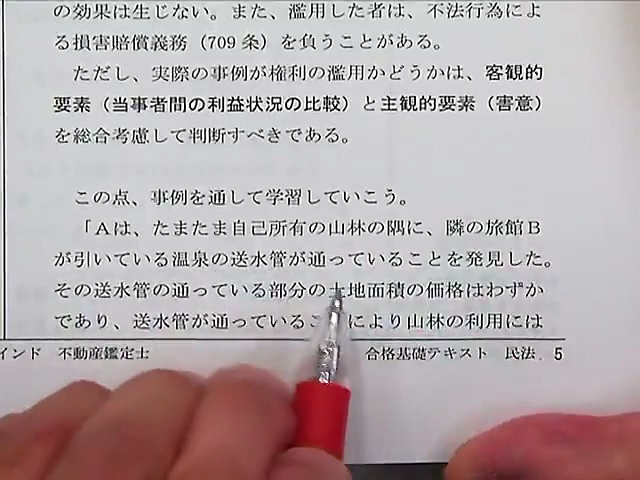 の効果は生じない。また、濫用した者は、不法行為によ
る損害賠償義務（709 条）を負うことがある。
ただし、実際の事例が権利の濫用かどうかは、客観的
要素（当事者間の利益状況の比較）と主観的要素（害意）
を総合考慮して判断すべきである。
この点、事例を通して学習していこう。
「Ａは、たまたま自己所有の山林の隅に、隣の旅館Ｂ
が引いている温泉の送水管が通っていることを発見した。
その送水管の通っている部分の土地面積の価格はわずか
であり、送水管が通っているこ により山林の利用には
インド 不動産鑑定士
合格基礎テキスト 民法 5